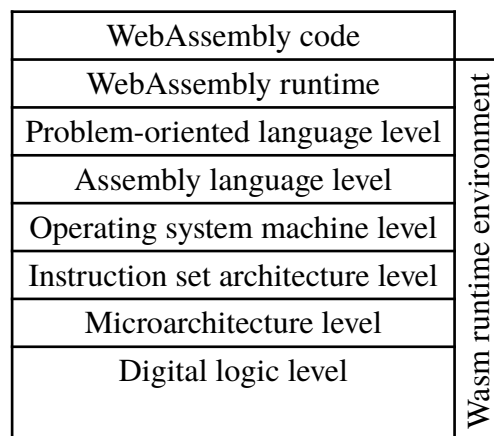 WebAssembly code
WebAssembly runtime
Problem-oriented language level
Assembly language level
Operating system machine level
Instruction set architecture level
Microarchitecture level
Digital logic level
Wasm runtime environment